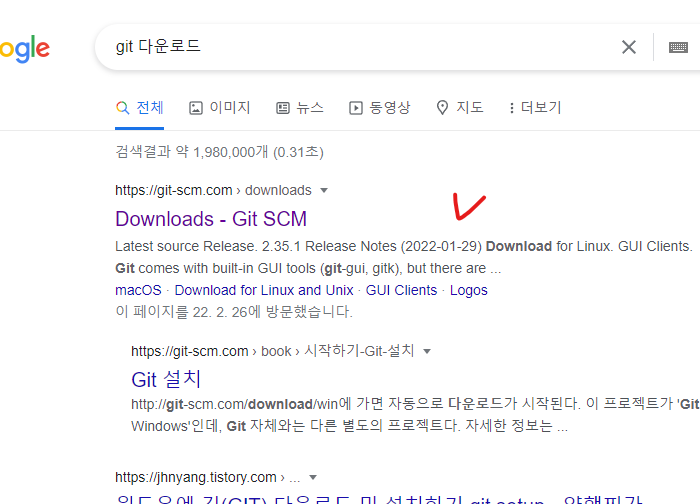 ogle git 다운로드
전체 이미지 뉴스 동영상 지도 더보기
검색결과 약 1,980,000개 (0.31초)
https://git-scm.com › downloads
Downloads - Git SCM
Latest source Release. 2.35.1 Release Notes (2022-01-29) Download for Linux. GUI Clients.
Git comes with built-in GUI tools (git-gui, gitk), but there are ...
macOS · Download for Linux and Unix · GUI Clients · Logos
이 페이지를 22. 2. 26에 방문했습니다.
https://git-scm.com › book › 시작하기-Git-설치
Git 설치
http://git-scm.com/download/win에 가면 자동으로 다운로드가 시작된다. 이 프로젝트가 'Git
Windows'인데, Git 자체와는 다른 별도의 프로젝트다. 자세한 정보는 ...
https://jhnyang.tistory.com › ...